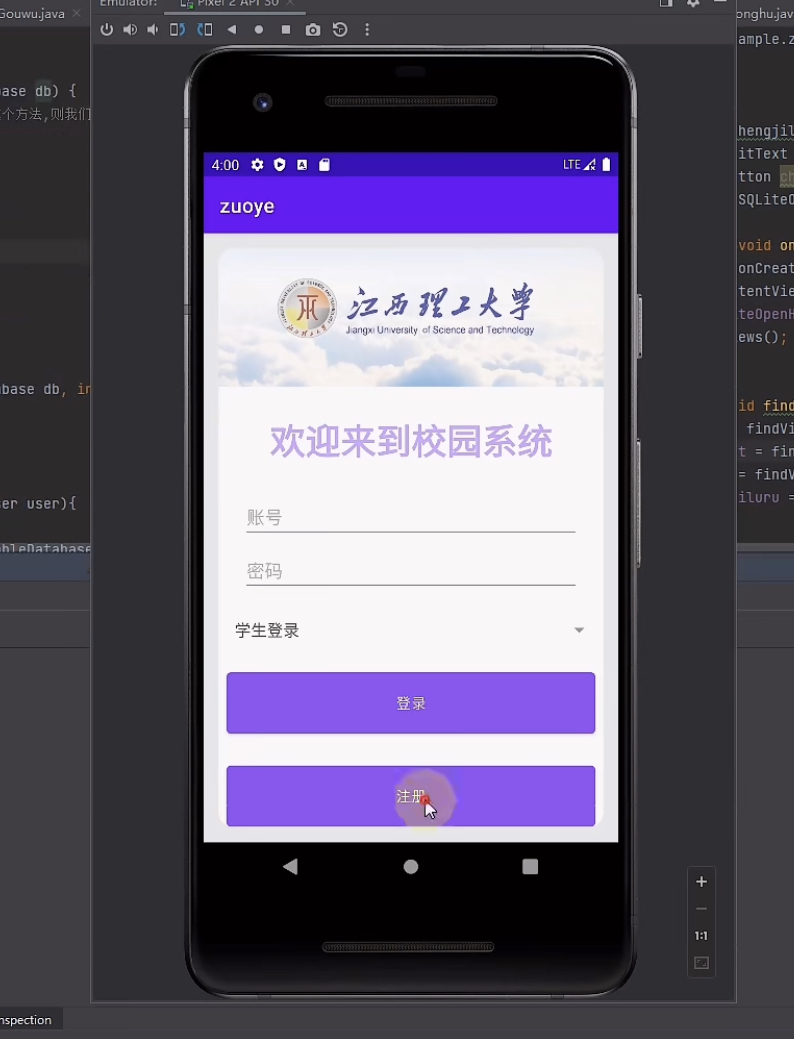 Gouwu.java
Emulator:
Pixel 2 API 30
onghu.jav
ase db) {
个方法,则我们
base db, in
ser user){
bleDatabase
nspection
4:00
LTE
zuoye
江西理工大学
Jiangxi University of Science and Technology
欢迎来到校园系统
账号
密码
学生登录
登录
注册
ample.z
hengjil
itText
tton ch
SQLiteO
void on
onCreat
tentVie
teOpenH
ews();
id find
findVi
t = fin
= findV
iluru =
1:1